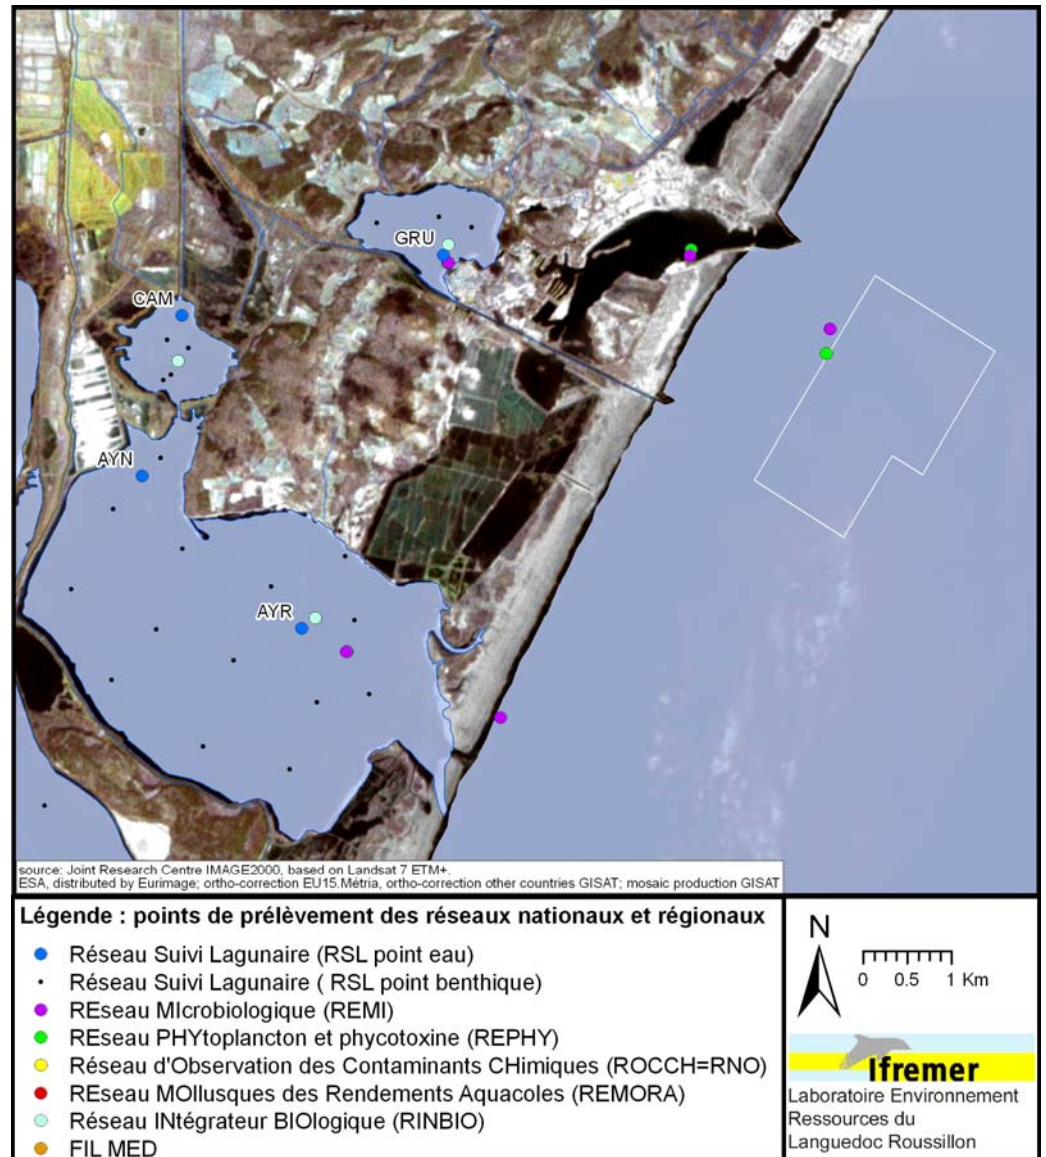 GRU
CAM
AYN
AYR
source: Joint Research Centre IMAGE2000, based on Landsat 7 ETM+.
ESA, distributed by Eurimage; ortho-correction EU15.Métria, ortho-correction other countries GISAT; mosaic production GISAT
Légende : points de prélèvement des réseaux nationaux et régionaux
Réseau Suivi Lagunaire (RSL point eau)
Réseau Suivi Lagunaire ( RSL point benthique)
REseau MIcrobiologique (REMI)
REseau PHYtoplancton et phycotoxine (REPHY)
Réseau d'Observation des Contaminants CHimiques (ROCCH=RNO)
REseau MOllusques des Rendements Aquacoles (REMORA)
Réseau INtégrateur BIOlogique (RINBIO)
FIL MED
N
0 0.5 1 Km
Ifremer
Laboratoire Environnement
Ressources du
Languedoc Roussillon